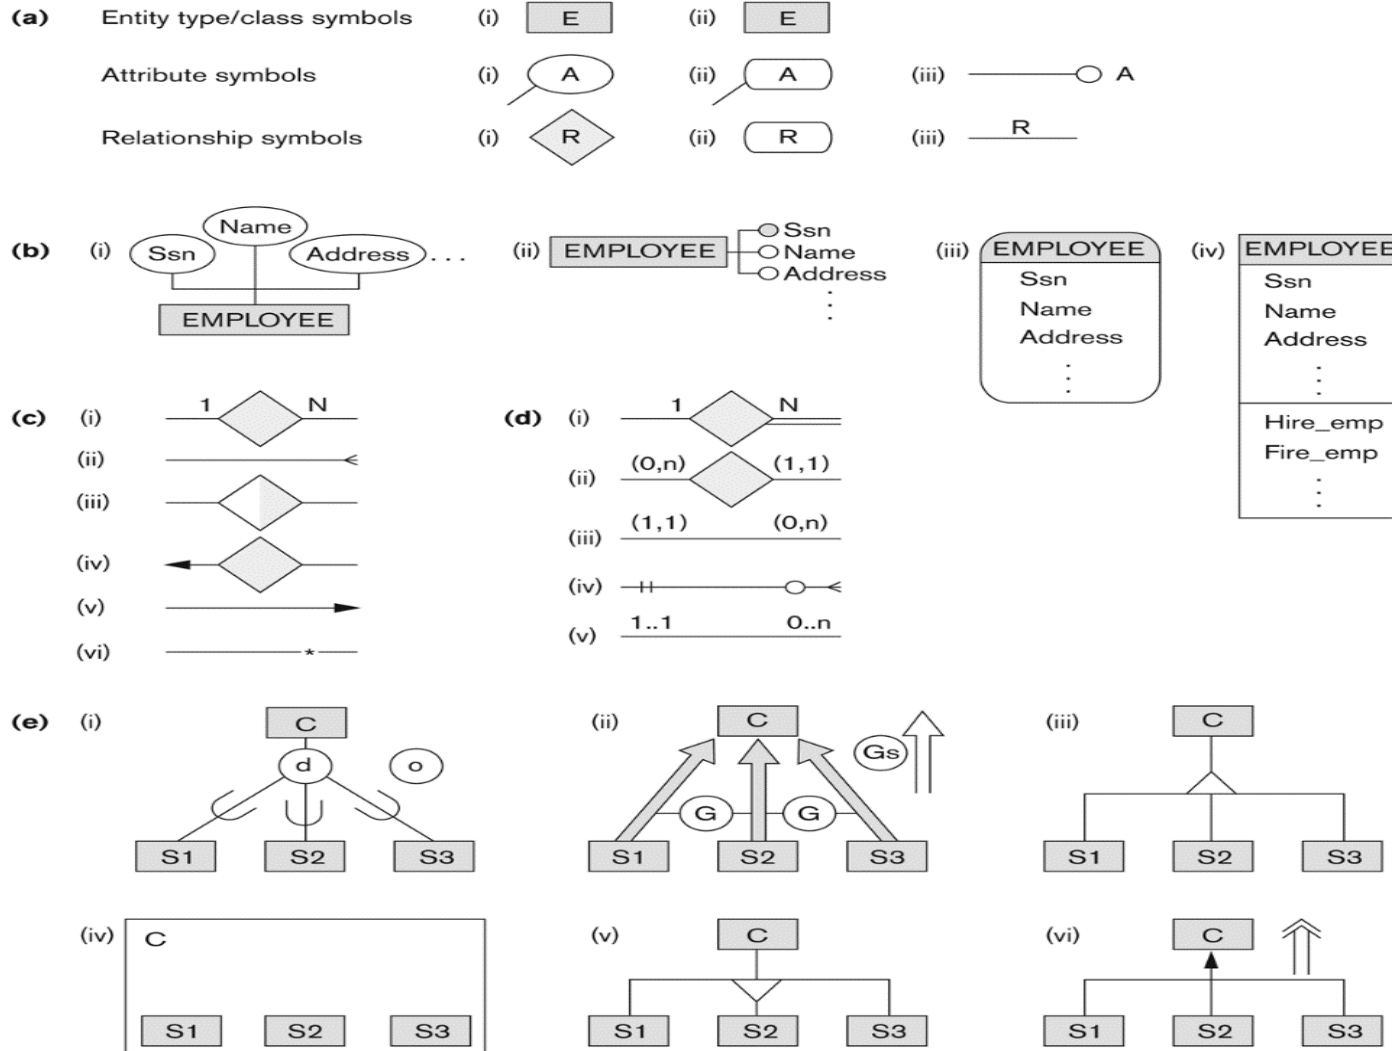 (a) Entity type/class symbols (i) E (ii) E
Attribute symbols (i) A (ii) A (iii) A
Relationship symbols (i) R (ii) R (iii) R
(b) (i) Ssn Name Address . . .
EMPLOYEE
(ii) EMPLOYEE
Ssn
Name
Address
(iii) EMPLOYEE
Ssn
Name
Address
(iv) EMPLOYEE
Ssn
Name
Address
Hire_emp
Fire_emp
(c) (i) 1 N
(ii)
(iii)
(iv)
(v)
(vi) *
(d) (i) 1 N
(ii) (0,n) (1,1)
(iii) (1,1) (0,n)
(iv)
(v) 1..1 0..n
(e) (i) C
d o
S1 S2 S3
(ii) C
Gs
G G
S1 S2 S3
(iii) C
S1 S2 S3
(iv) C
S1 S2 S3
(v) C
S1 S2 S3
(vi) C
S1 S2 S3